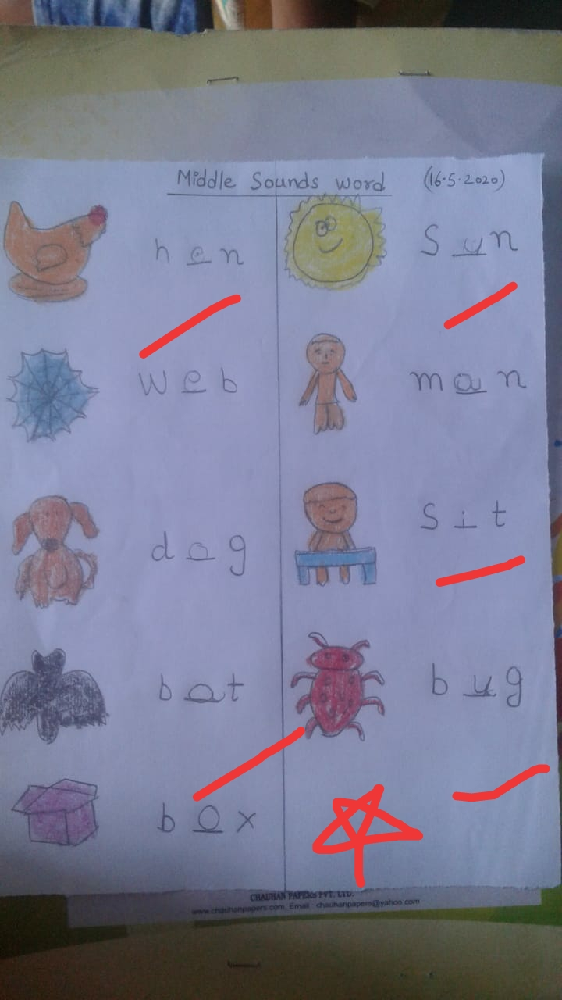 Middle Sounds word (16.5.2020)
hen
sun
web
man
dog
sit
bat
bug
box
CHAUHAN PAPERS PVT. LTD.
www.chauhanpapers.com, Email : chauhanpapers@yahoo.com